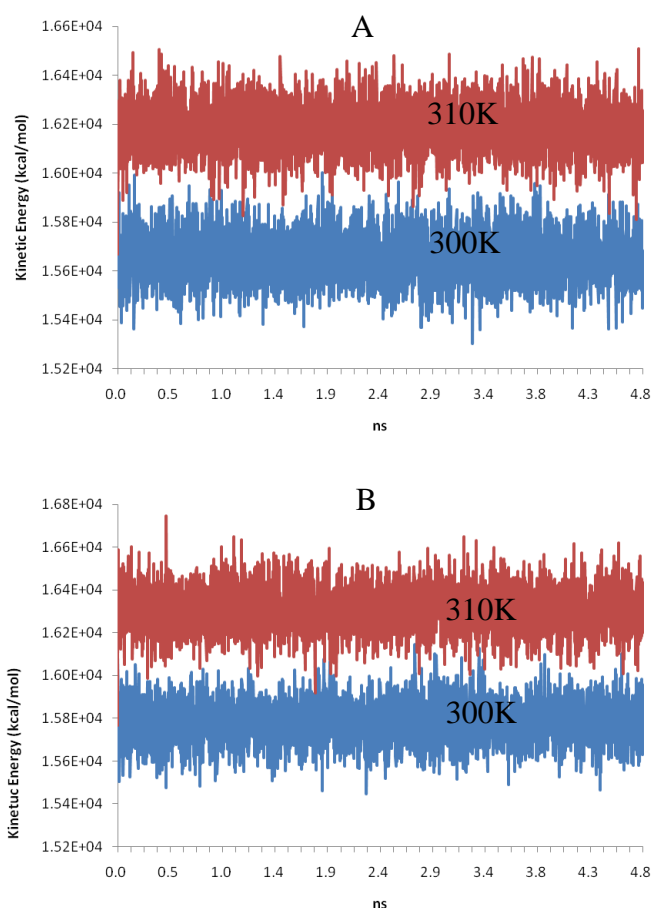 A
Kinetic Energy (kcal/mol)
1.66E+04
1.64E+04
1.62E+04
1.60E+04
1.58E+04
1.56E+04
1.54E+04
1.52E+04
310K
300K
0.0 0.5 1.0 1.4 1.9 2.4 2.9 3.4 3.8 4.3 4.8
ns
B
Kinetuc Energy (kcal/mol)
1.68E+04
1.66E+04
1.64E+04
1.62E+04
1.60E+04
1.58E+04
1.56E+04
1.54E+04
1.52E+04
310K
300K
0.0 0.5 1.0 1.4 1.9 2.4 2.9 3.4 3.8 4.3 4.8
ns